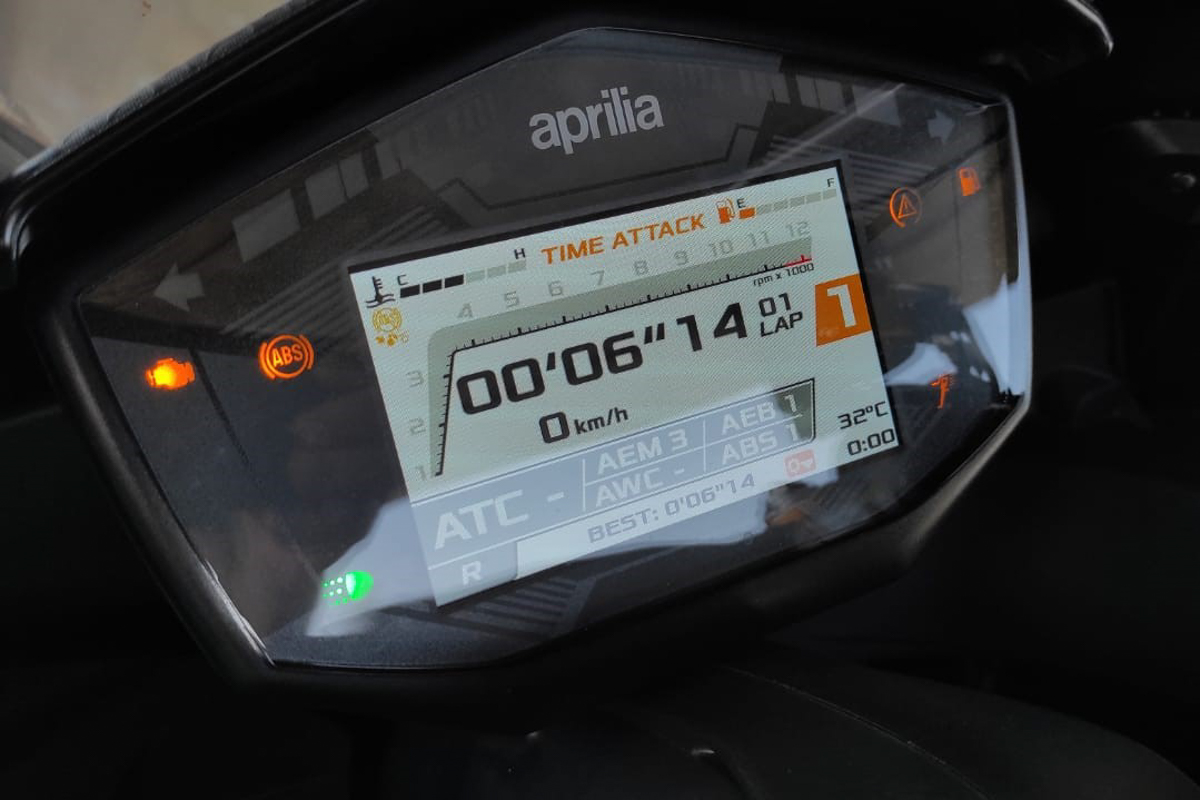 aprilia
C H TIME ATTACK E F
4 5 6 7 8 9 10 11 12
rpm x 1000
3
2
1
00'06"14 01 LAP
1
0 km/h
ABS
ATC - AEM 3 AEB 1
AWC - ABS 1
32°C
0:00
R BEST: 0'06"14